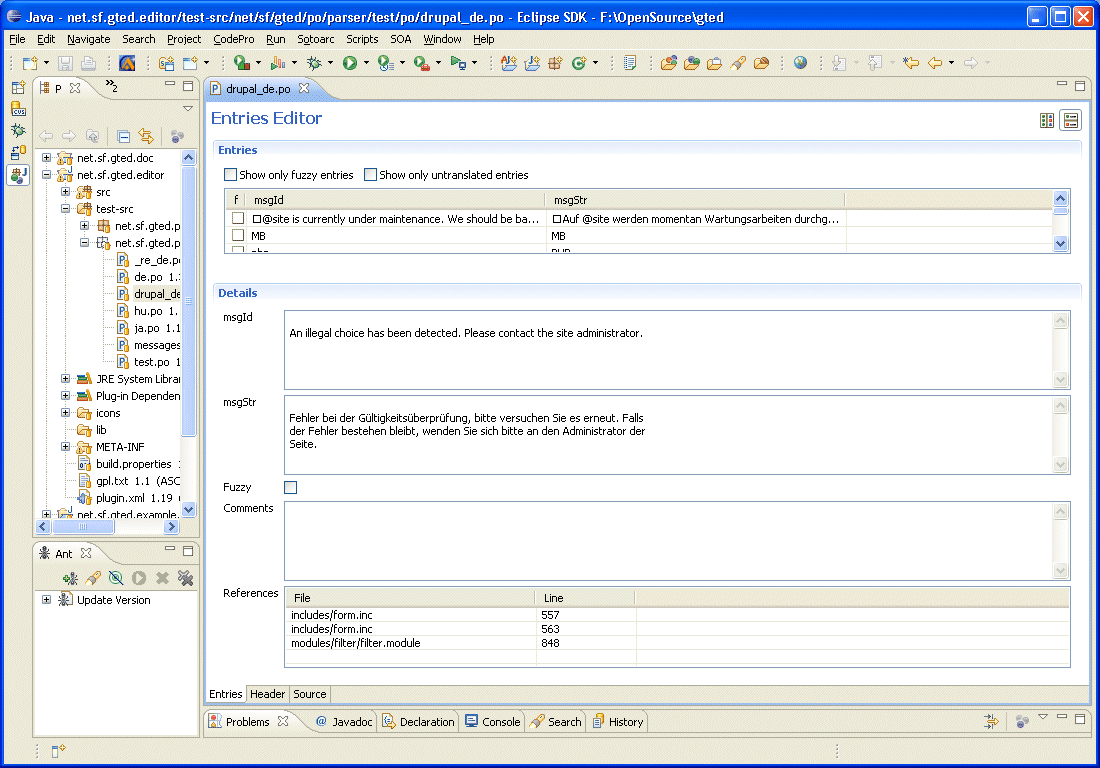 Java - net.sf.gted.editor/test-src/net/sf/gted/po/parser/test/po/drupal_de.po - Eclipse SDK - F:\OpenSource\gted
File Edit Navigate Search Project CodePro Run Sotoarc Scripts SOA Window Help
P
»2
drupal_de.po
Entries Editor
net.sf.gted.doc
net.sf.gted.editor
src
test-src
net.sf.gted.p
net.sf.gted.p
_re_de.po
de.po 1.
drupal_de
hu.po 1.
ja.po 1.1
messages
test.po 1
JRE System Librar
Plug-in Dependen
icons
lib
META-INF
build.properties 1
gpl.txt 1.1 (ASC
plugin.xml 1.19
net.sf.gted.example
Ant
Update Version
Entries
Show only fuzzy entries Show only untranslated entries
f msgId msgStr
@site is currently under maintenance. We should be ba... Auf @site werden momentan Wartungsarbeiten durchg...
MB MB
Details
msgId
An illegal choice has been detected. Please contact the site administrator.
msgStr
Fehler bei der Gültigkeitsüberprüfung, bitte versuchen Sie es erneut. Falls
der Fehler bestehen bleibt, wenden Sie sich bitte an den Administrator der
Seite.
Fuzzy
Comments
References
File Line
includes/form.inc 557
includes/form.inc 563
modules/filter/filter.module 848
Entries Header Source
Problems Javadoc Declaration Console Search History